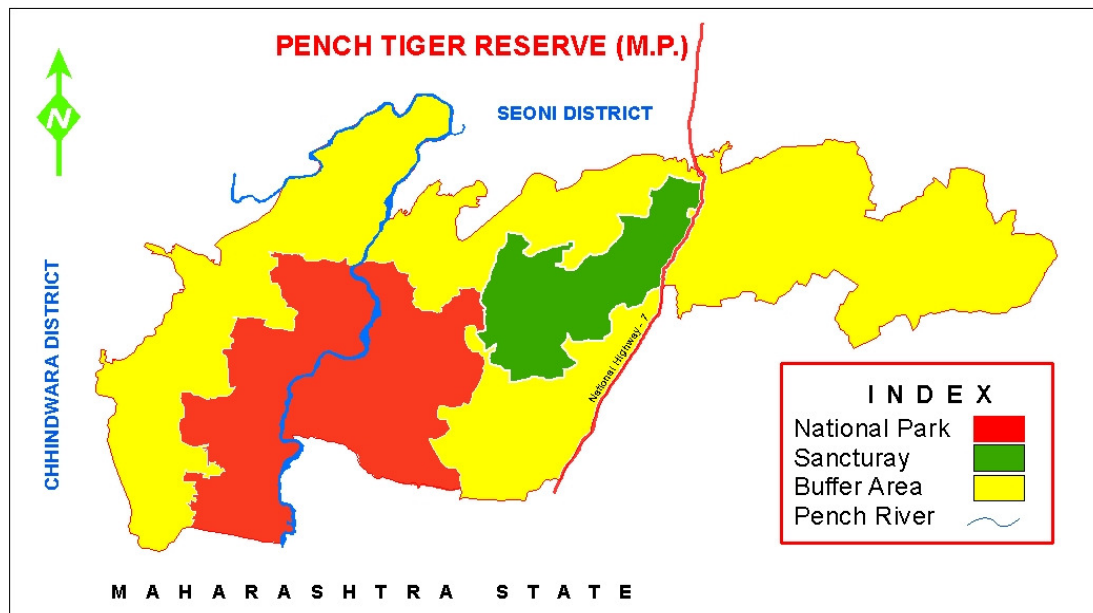 PENCH TIGER RESERVE (M.P.)
N
SEONI DISTRICT
CHHINDWARA DISTRICT
National Highway - 7
INDEX
National Park
Sancturay
Buffer Area
Pench River
MAHARASHTRA STATE